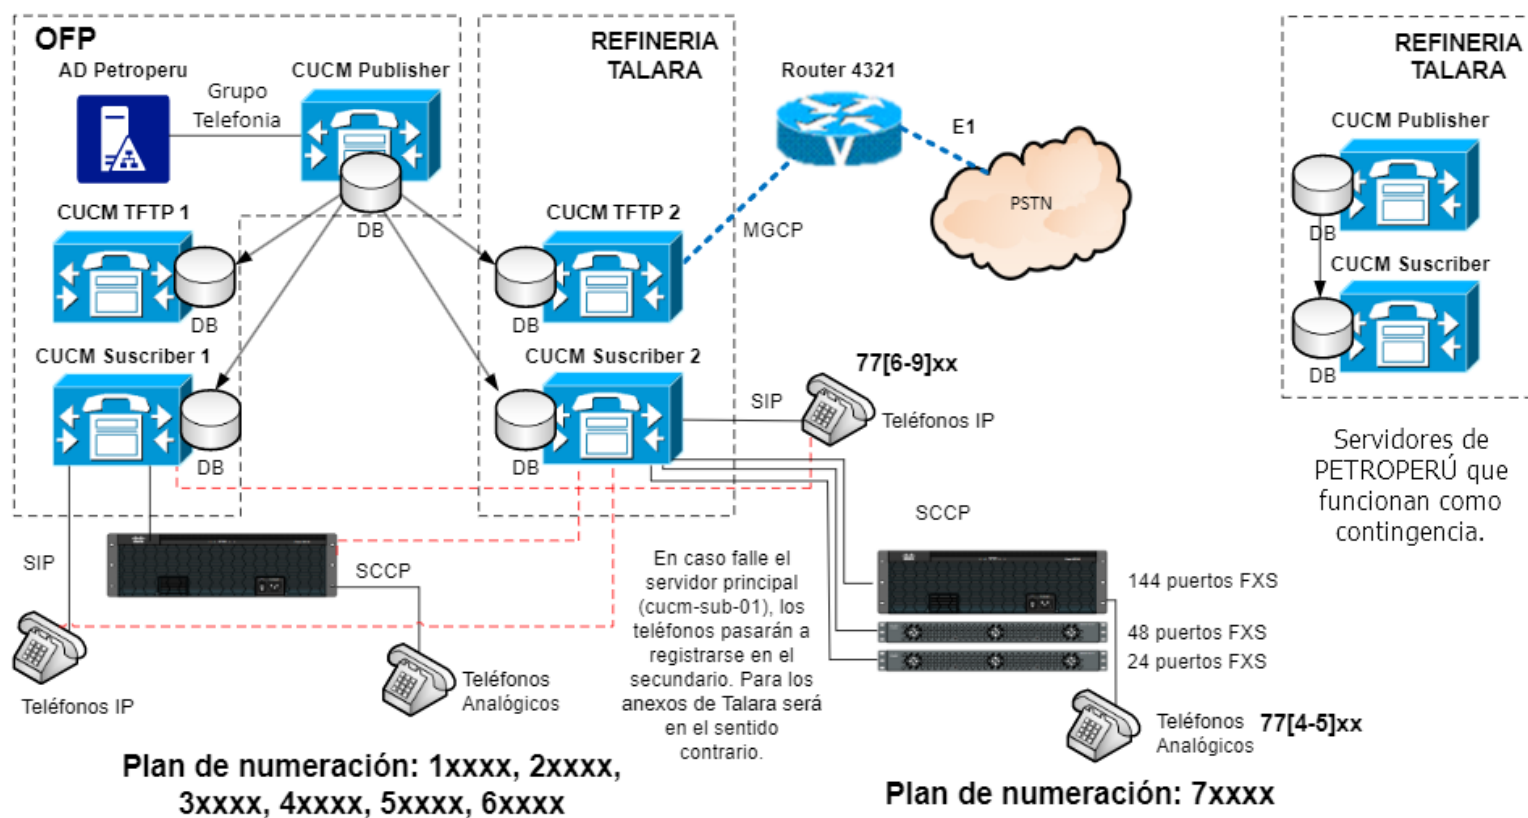 OFP
AD Petroperu
CUCM Publisher
Grupo
Telefonia
DB
CUCM TFTP 1
DB
CUCM Suscriber 1
DB
REFINERIA
TALARA
CUCM TFTP 2
DB
CUCM Suscriber 2
DB
Router 4321
E1
PSTN
MGCP
77[6-9]xx
SIP
Teléfonos IP
SCCP
SIP
SCCP
Teléfonos IP
Teléfonos
Analógicos
En caso falle el
servidor principal
(cucm-sub-01), los
teléfonos pasarán a
registrarse en el
secundario. Para los
anexos de Talara será
en el sentido
contrario.
144 puertos FXS
48 puertos FXS
24 puertos FXS
Teléfonos
Analógicos
77[4-5]xx
Plan de numeración: 1xxxx, 2xxxx,
3xxxx, 4xxxx, 5xxxx, 6xxxx
Plan de numeración: 7xxxx
REFINERIA
TALARA
CUCM Publisher
DB
CUCM Suscriber
DB
Servidores de
PETROPERÚ que
funcionan como
contingencia.